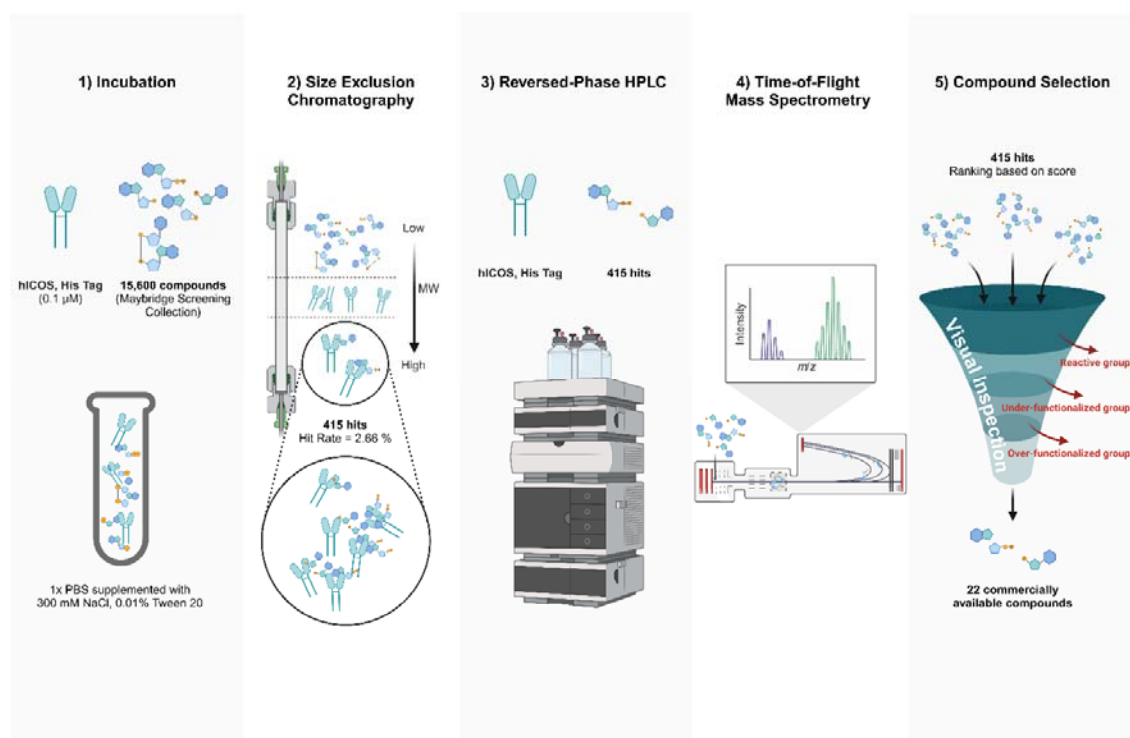 1) Incubation
hICOS, His Tag
(0.1 µM)
15,600 compounds
(Maybridge Screening
Collection)
1x PBS supplemented with
300 mM NaCl, 0.01% Tween 20
2) Size Exclusion
Chromatography
Low
MW
High
415 hits
Hit Rate = 2.66 %
3) Reversed-Phase HPLC
hICOS, His Tag
415 hits
4) Time-of-Flight
Mass Spectrometry
Intensity
m/z
5) Compound Selection
415 hits
Ranking based on score
Visual Inspection
Reactive group
Under-functionalized group
Over-functionalized group
22 commercially
available compounds